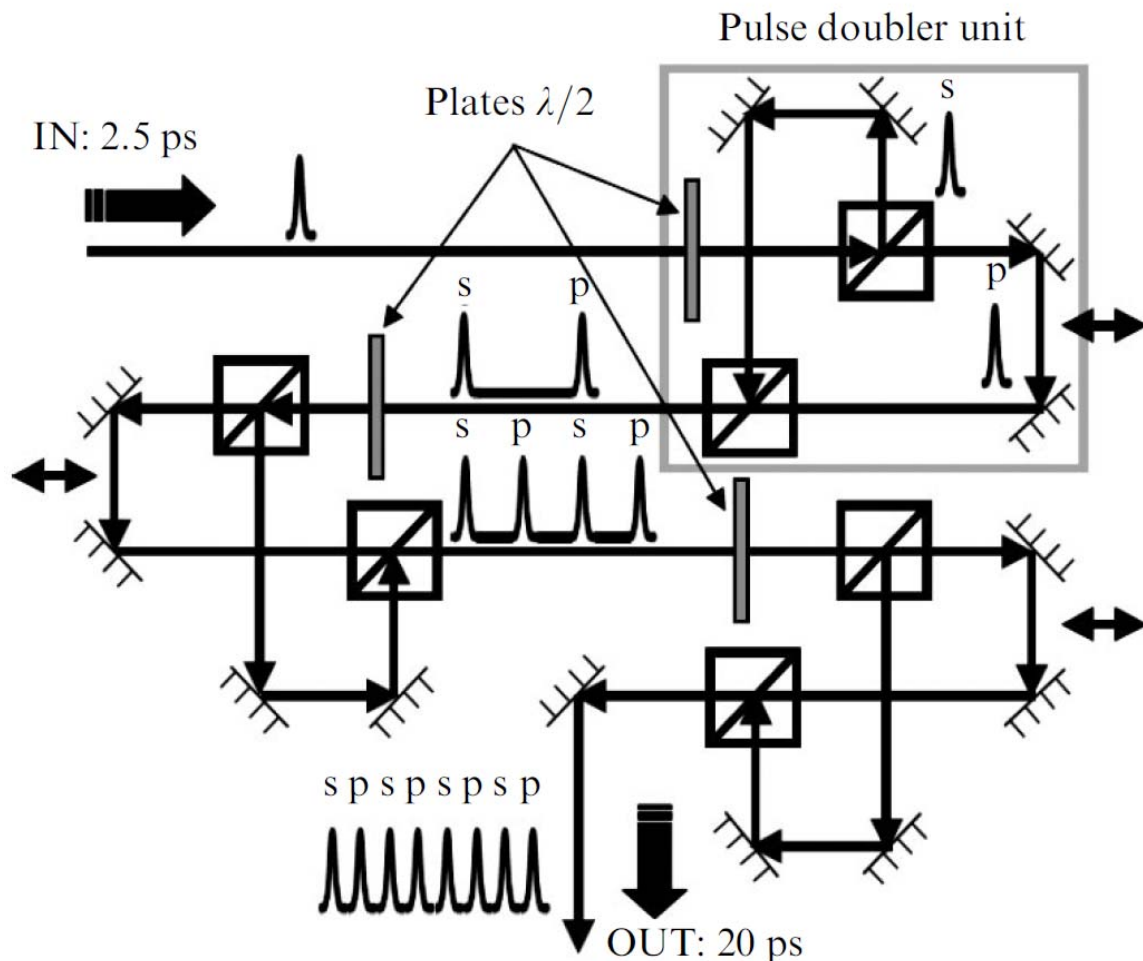 Pulse doubler unit
Plates λ/2
s
IN: 2.5 ps
p
s p
s p s p
s p s p s p s p
OUT: 20 ps